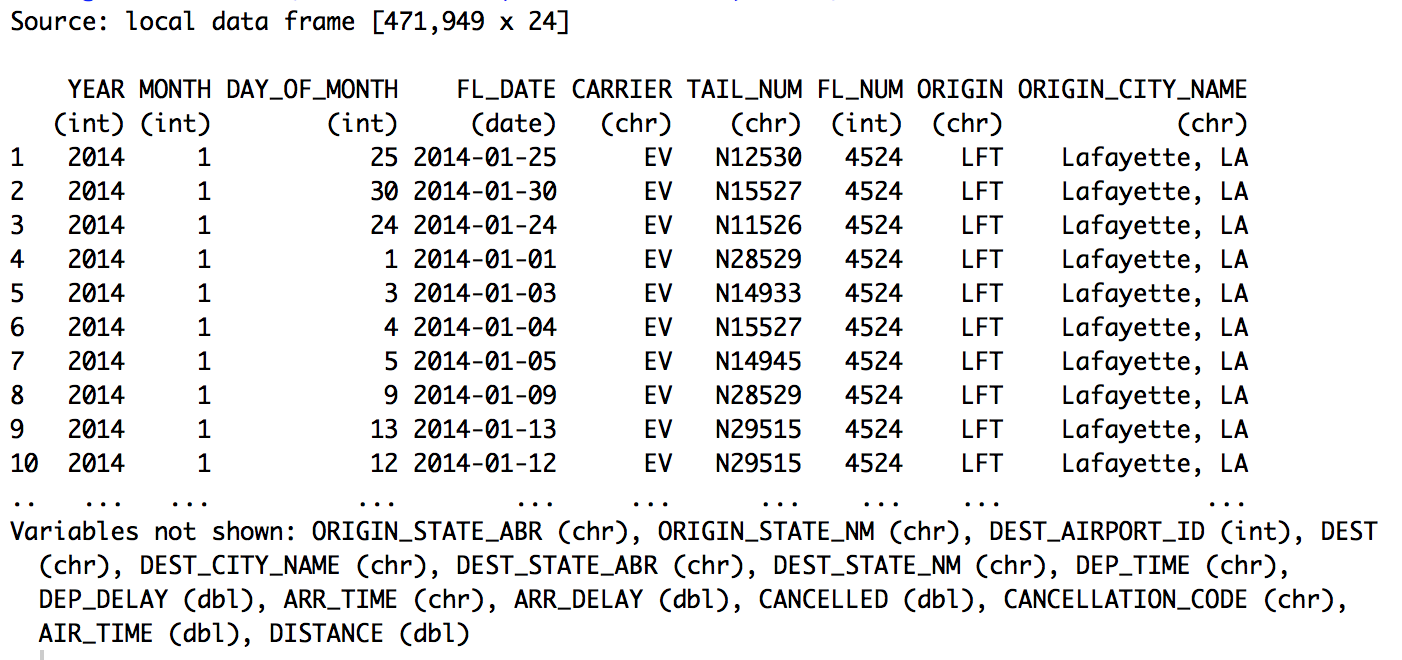 Source: local data frame [471,949 x 24]
YEAR MONTH DAY_OF_MONTH FL_DATE CARRIER TAIL_NUM FL_NUM ORIGIN ORIGIN_CITY_NAME
(int) (int) (int) (date) (chr) (chr) (int) (chr) (chr)
1 2014 1 25 2014-01-25 EV N12530 4524 LFT Lafayette, LA
2 2014 1 30 2014-01-30 EV N15527 4524 LFT Lafayette, LA
3 2014 1 24 2014-01-24 EV N11526 4524 LFT Lafayette, LA
4 2014 1 1 2014-01-01 EV N28529 4524 LFT Lafayette, LA
5 2014 1 3 2014-01-03 EV N14933 4524 LFT Lafayette, LA
6 2014 1 4 2014-01-04 EV N15527 4524 LFT Lafayette, LA
7 2014 1 5 2014-01-05 EV N14945 4524 LFT Lafayette, LA
8 2014 1 9 2014-01-09 EV N28529 4524 LFT Lafayette, LA
9 2014 1 13 2014-01-13 EV N29515 4524 LFT Lafayette, LA
10 2014 1 12 2014-01-12 EV N29515 4524 LFT Lafayette, LA
.. ... ... ... ... ... ... ... ... ...
Variables not shown: ORIGIN_STATE_ABR (chr), ORIGIN_STATE_NM (chr), DEST_AIRPORT_ID (int), DEST
(chr), DEST_CITY_NAME (chr), DEST_STATE_ABR (chr), DEST_STATE_NM (chr), DEP_TIME (chr),
DEP_DELAY (dbl), ARR_TIME (chr), ARR_DELAY (dbl), CANCELLED (dbl), CANCELLATION_CODE (chr),
AIR_TIME (dbl), DISTANCE (dbl)